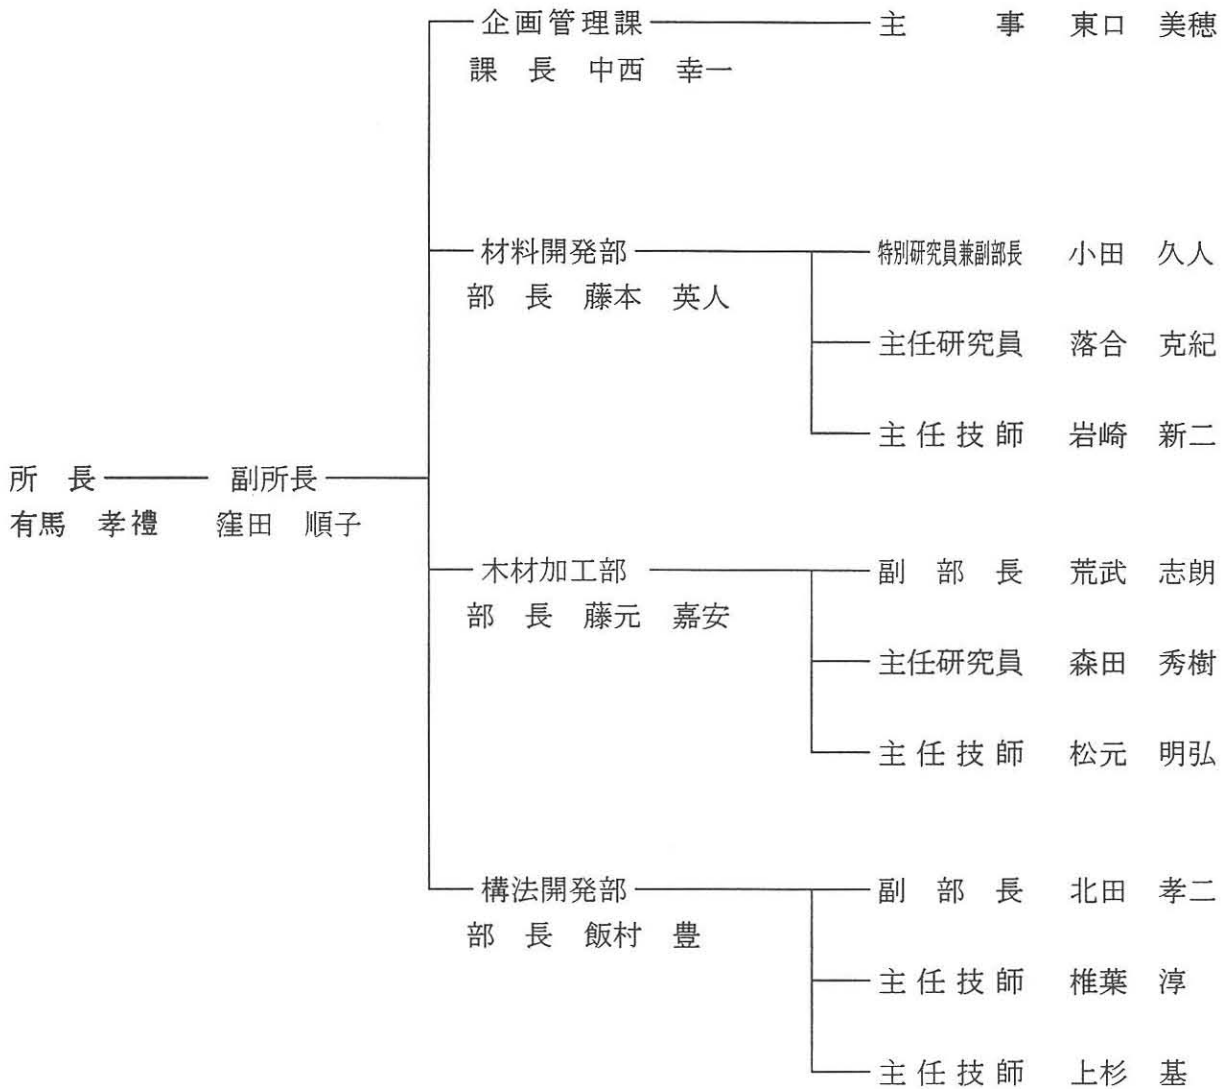 企画管理課 主事 東口 美穂
課長 中西 幸一
材料開発部 特別研究員兼副部長 小田 久人
部長 藤本 英人
主任研究員 落合 克紀
主任技師 岩崎 新二
所長 副所長
有馬 孝禮 窪田 順子
木材加工部 副部長 荒武 志朗
部長 藤元 嘉安
主任研究員 森田 秀樹
主任技師 松元 明弘
構法開発部 副部長 北田 孝二
部長 飯村 豊
主任技師 椎葉 淳
主任技師 上杉 基